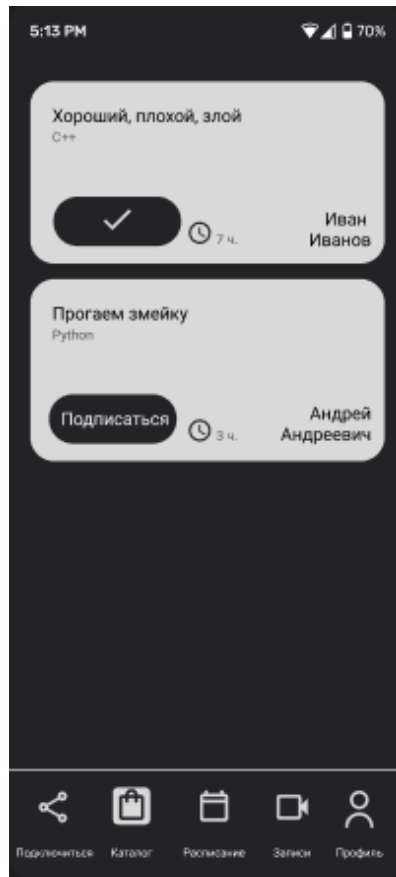 5:13 PM
70%
Хороший, плохой, злой
C++
7 ч.
Иван
Иванов
Прогаем змейку
Python
Подписаться
3 ч.
Андрей
Андреевич
Подключиться
Каталог
Расписание
Записи
Профиль